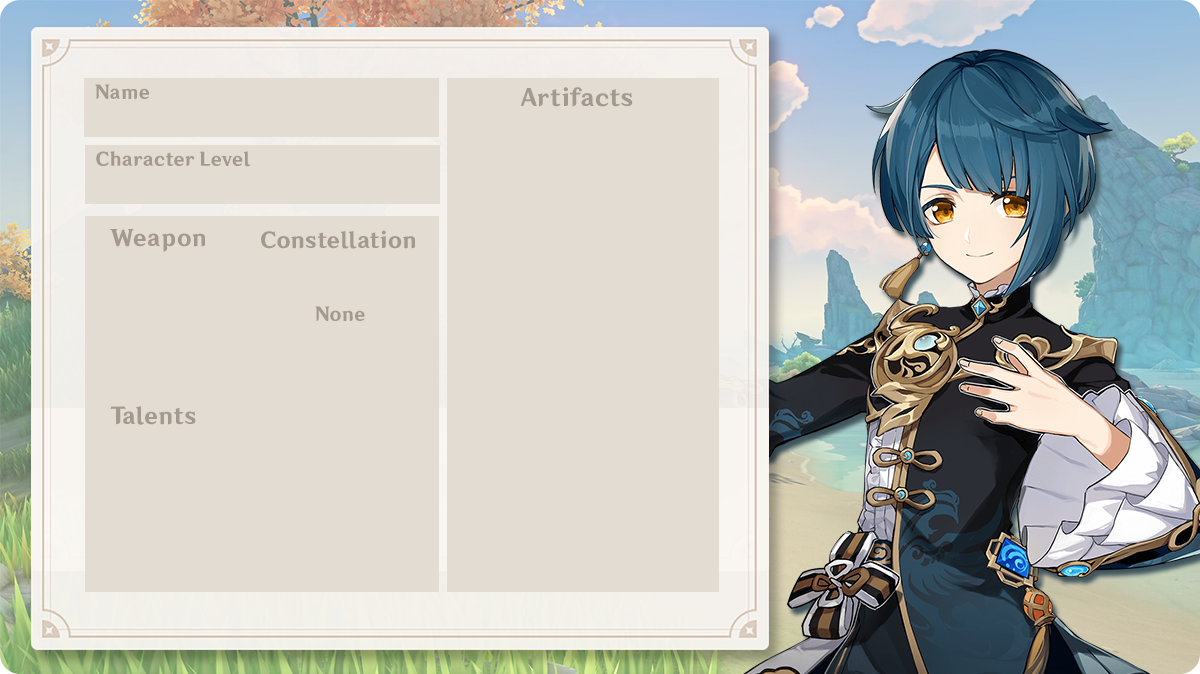 Name
Character Level
Weapon
Constellation
None
Talents
Artifacts